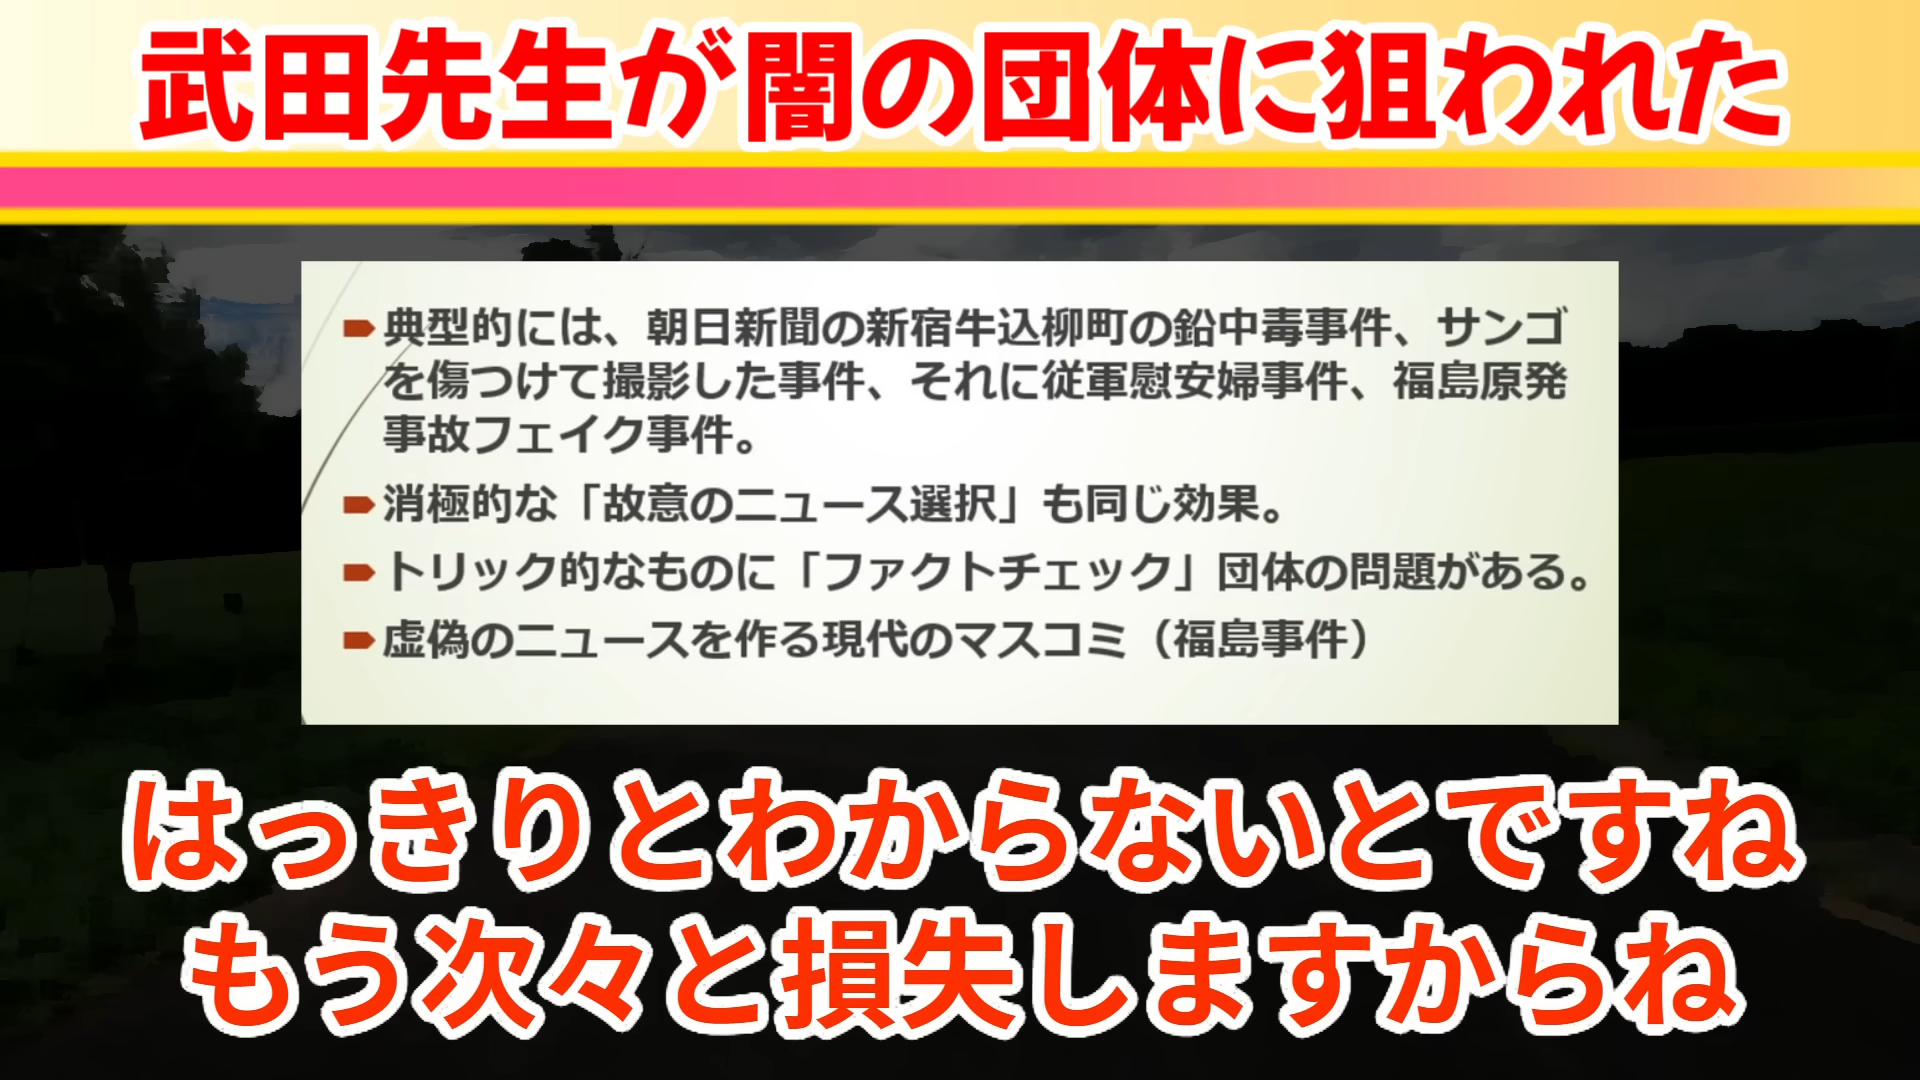 武田先生が闇の団体に狙われた
典型的には、朝日新聞の新宿牛込柳町の鉛中毒事件、サンゴ
を傷つけて撮影した事件、それに従軍慰安婦事件、福島原発
事故フェイク事件。
消極的な「故意のニュース選択」も同じ効果。
トリック的なものに「ファクトチェック」団体の問題がある。
虚偽のニュースを作る現代のマスコミ（福島事件）
はっきりとわからないとですね
もう次々と損失しますからね